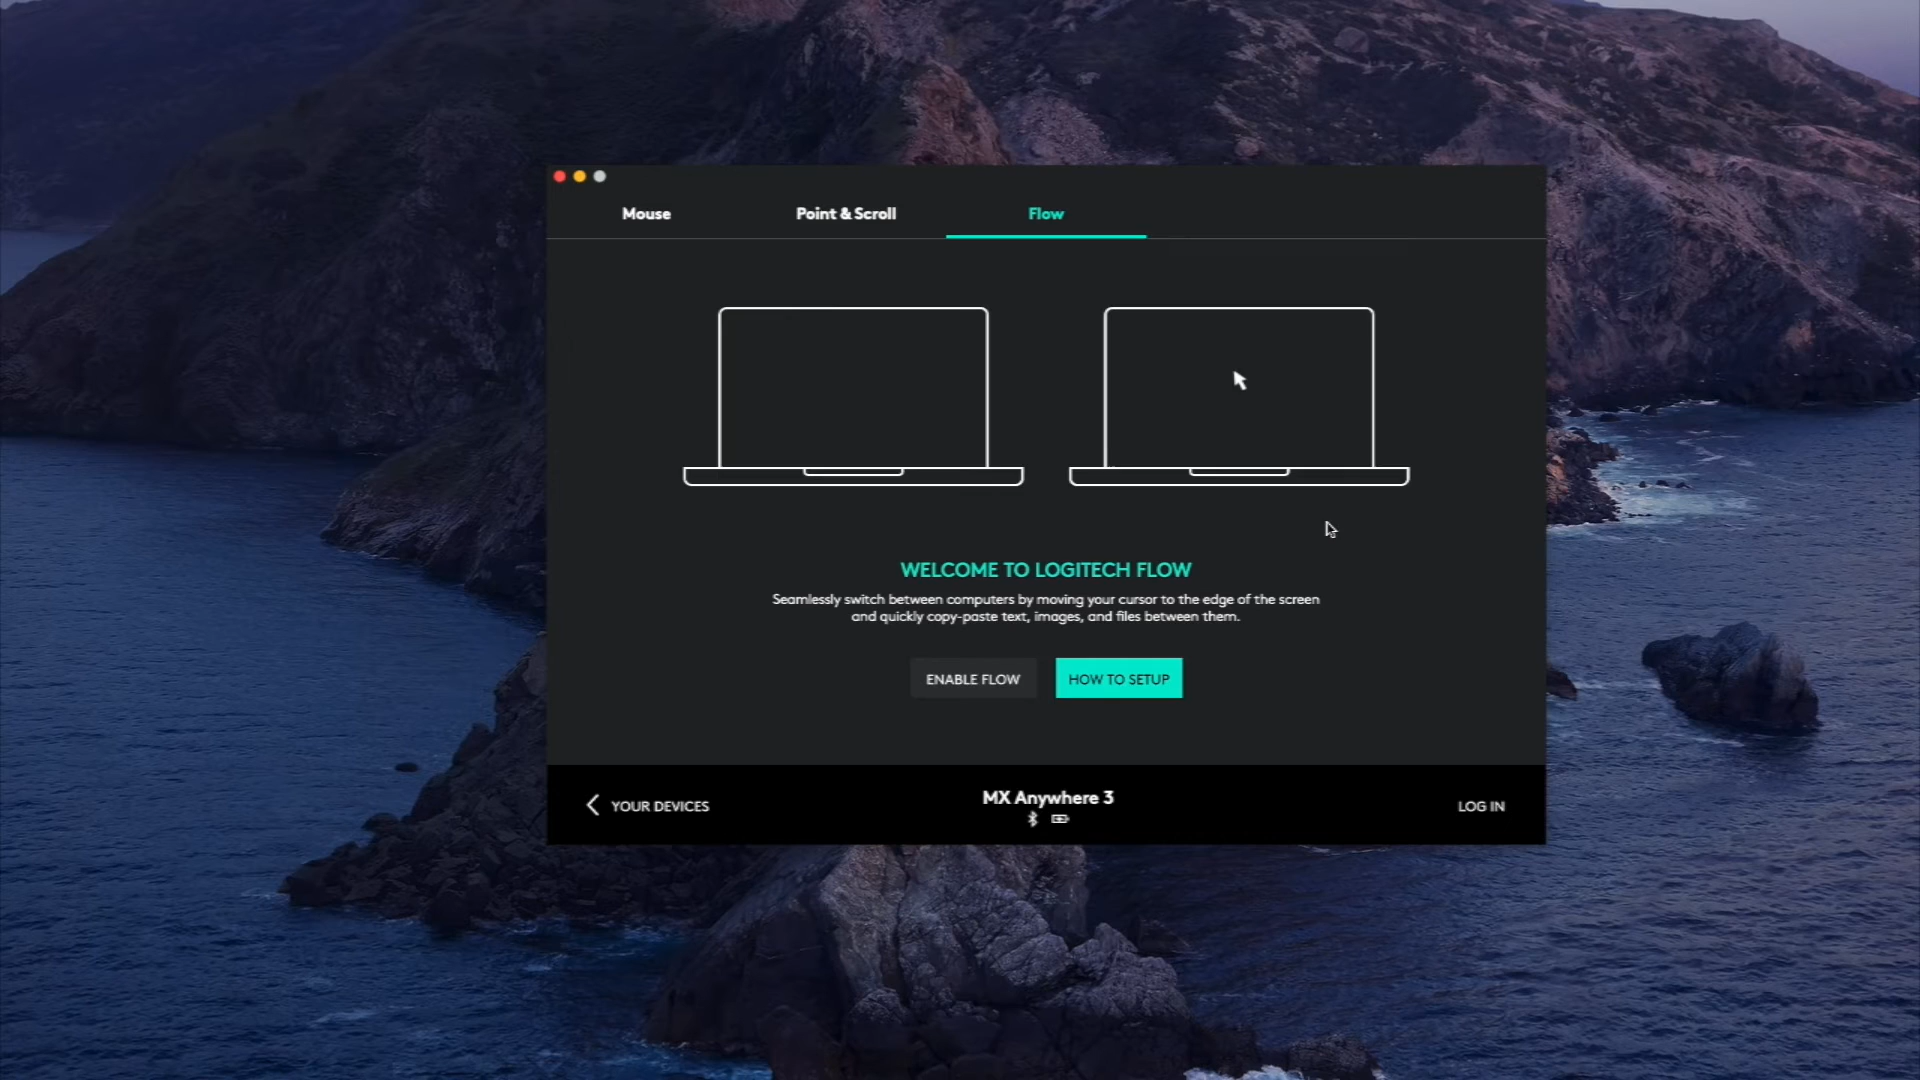 Mouse
Point & Scroll
Flow
WELCOME TO LOGITECH FLOW
Seamlessly switch between computers by moving your cursor to the edge of the screen
and quickly copy-paste text, images, and files between them.
ENABLE FLOW
HOW TO SETUP
YOUR DEVICES
MX Anywhere 3
LOG IN